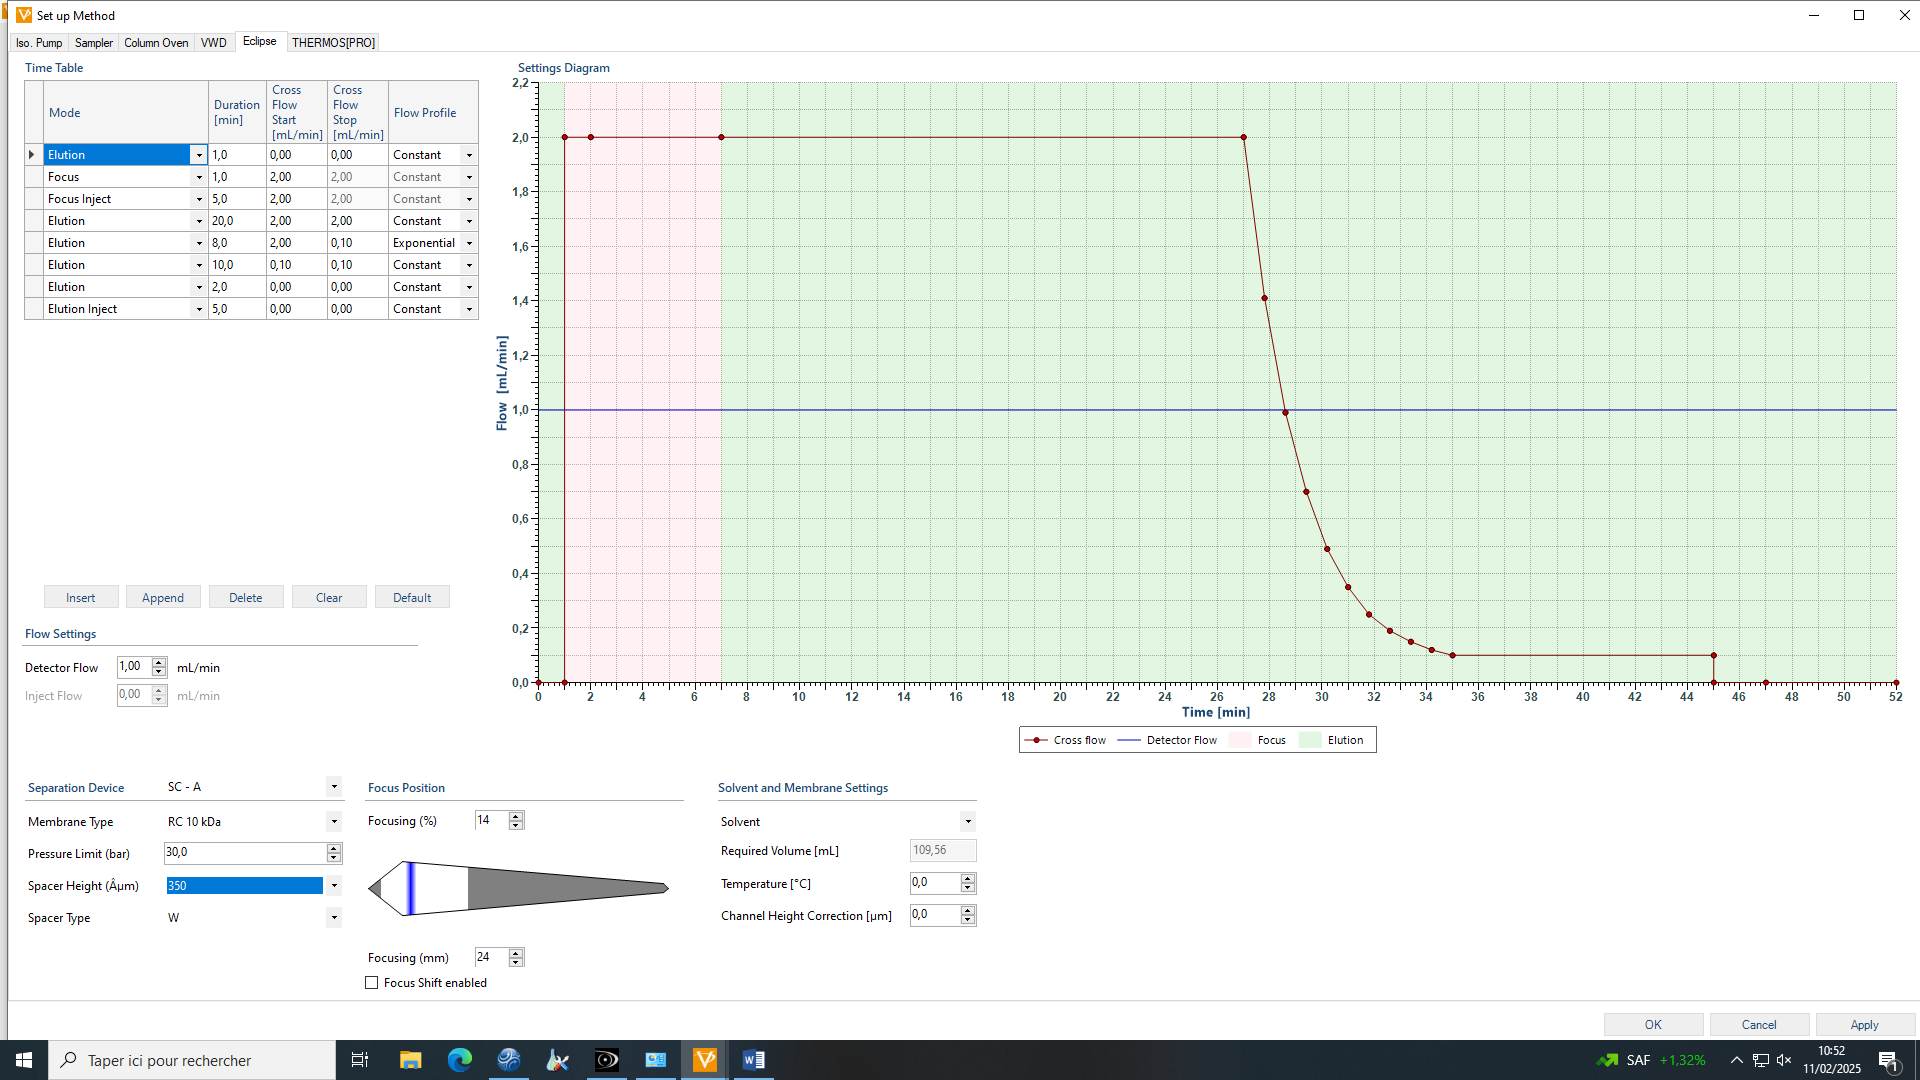 Set up Method
Iso. Pump Sampler Column Oven VWD Eclipse THERMOS[PRO]
Time Table
Mode Duration [min] Cross Flow Start [mL/min] Cross Flow Stop [mL/min] Flow Profile
Elution 1,0 0,00 0,00 Constant
Focus 1,0 2,00 2,00 Constant
Focus Inject 5,0 2,00 2,00 Constant
Elution 20,0 2,00 2,00 Constant
Elution 8,0 2,00 0,10 Exponential
Elution 10,0 0,10 0,10 Constant
Elution 2,0 0,00 0,00 Constant
Elution Inject 5,0 0,00 0,00 Constant
Insert Append Delete Clear Default
Flow Settings
Detector Flow 1,00 mL/min
Inject Flow 0,00 mL/min
Settings Diagram
2,2
2,0
1,8
1,6
1,4
1,2
1,0
0,8
0,6
0,4
0,2
0,0
Flow [mL/min]
0 2 4 6 8 10 12 14 16 18 20 22 24 26 28 30 32 34 36 38 40 42 44 46 48 50 52
Time [min]
Cross flow Detector Flow Focus Elution
Separation Device SC - A
Membrane Type RC 10 kDa
Pressure Limit (bar) 30,0
Spacer Height (Âµm) 350
Spacer Type W
Focus Position
Focusing (%) 14
Focusing (mm) 24
Focus Shift enabled
Solvent and Membrane Settings
Solvent
Required Volume [mL] 109,56
Temperature [°C] 0,0
Channel Height Correction [µm] 0,0
OK Cancel Apply
Taper ici pour rechercher
SAF +1,32%
10:52
11/02/2025
1